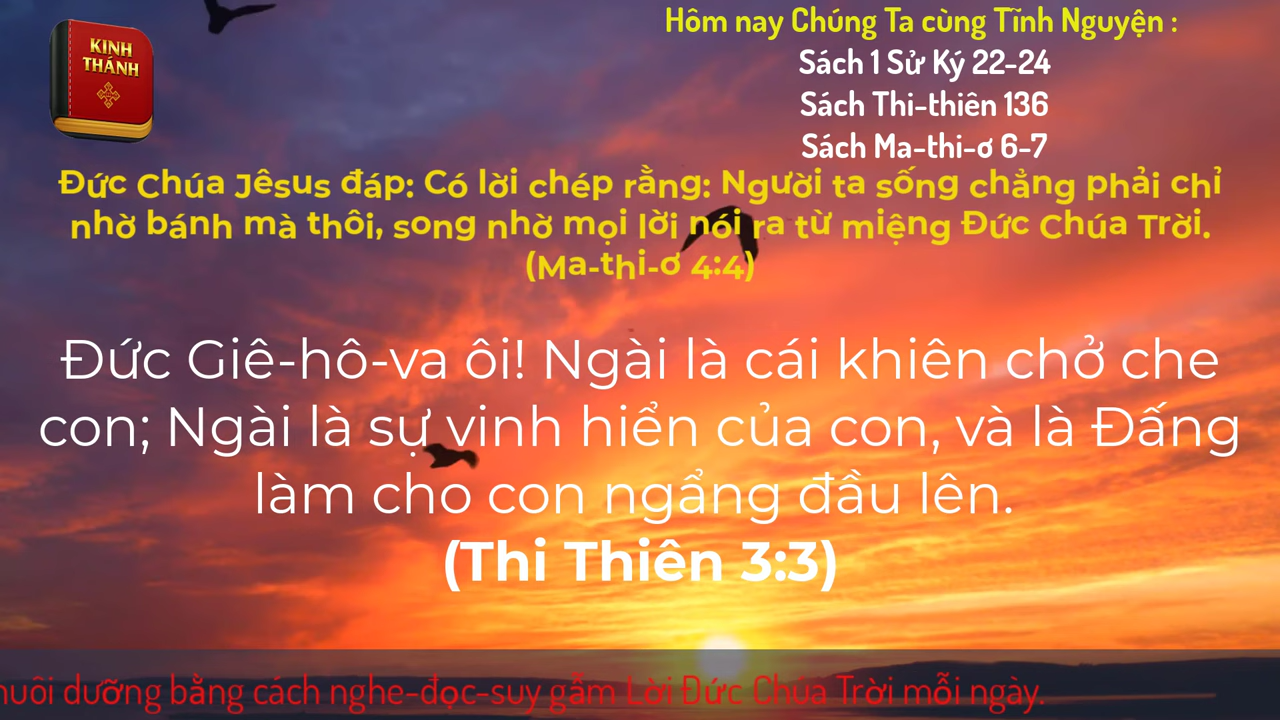 KINH
THÁNH
Hôm nay Chúng Ta cùng Tĩnh Nguyện :
Sách 1 Sử Ký 22-24
Sách Thi-thiên 136
Sách Ma-thi-ơ 6-7
Đức Chúa Jêsus đáp: Có lời chép rằng: Người ta sống chẳng phải chỉ
nhờ bánh mà thôi, song nhờ mọi lời nói ra từ miệng Đức Chúa Trời.
(Ma-thi-ơ 4:4)
Đức Giê-hô-va ôi! Ngài là cái khiên chở che
con; Ngài là sự vinh hiển của con, và là Đấng
làm cho con ngẩng đầu lên.
(Thi Thiên 3:3)
dưỡng bằng cách nghe-đọc-suy gẫm Lời Đức Chúa Trời mỗi ngày.